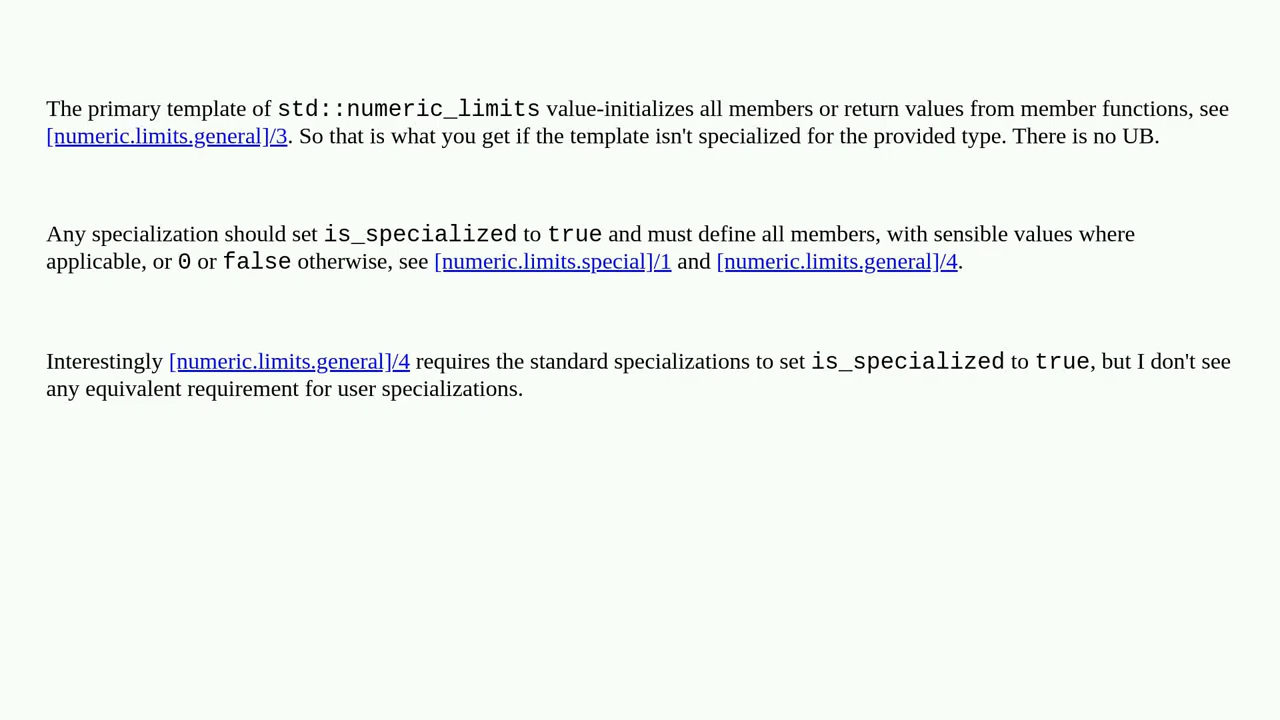 The primary template of std::numeric_limits value-initializes all members or return values from member functions, see
[numeric.limits.general]/3. So that is what you get if the template isn't specialized for the provided type. There is no UB.
Any specialization should set is_specialized to true and must define all members, with sensible values where
applicable, or 0 or false otherwise, see [numeric.limits.special]/1 and [numeric.limits.general]/4.
Interestingly [numeric.limits.general]/4 requires the standard specializations to set is_specialized to true, but I don't see
any equivalent requirement for user specializations.